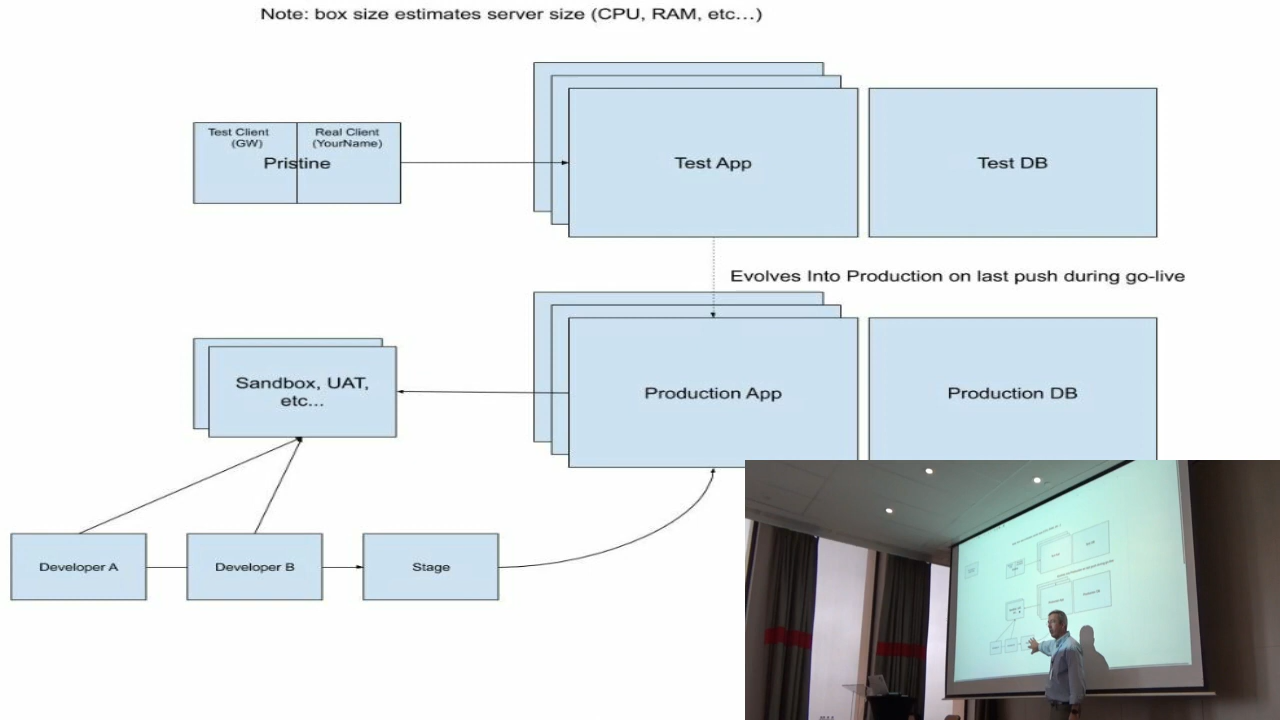 Note: box size estimates server size (CPU, RAM, etc…)
Test Client
(GW)
Real Client
(YourName)
Pristine
Test App
Test DB
Evolves Into Production on last push during go-live
Sandbox, UAT,
etc...
Production App
Production DB
Developer A
Developer B
Stage